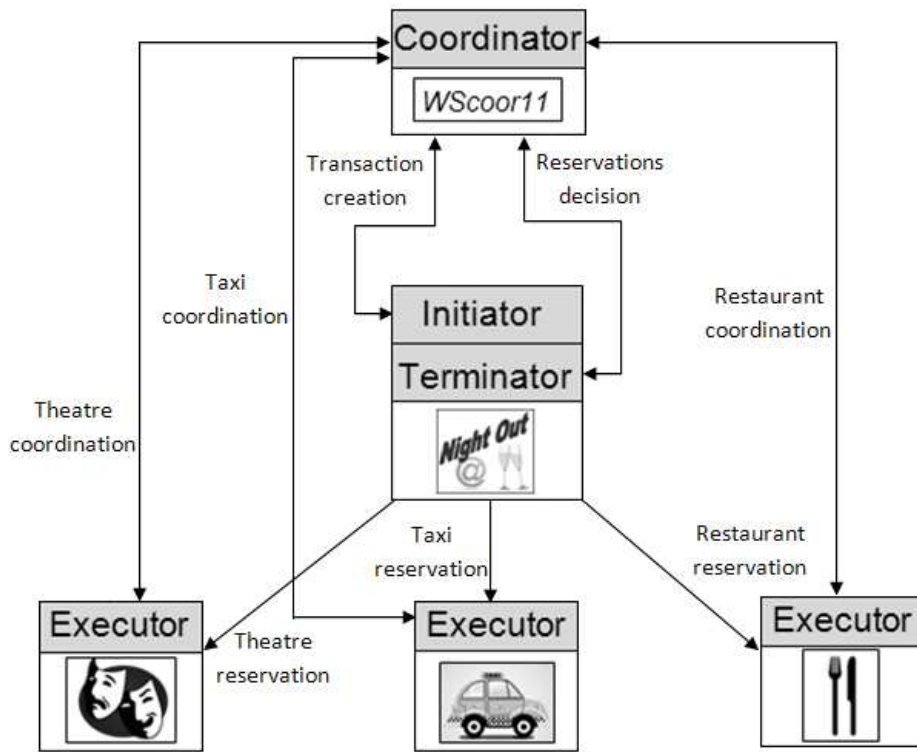 Coordinator
WScoor11
Transaction
creation
Reservations
decision
Taxi
coordination
Restaurant
coordination
Initiator
Terminator
Night Out
@
Theatre
coordination
Taxi
reservation
Restaurant
reservation
Theatre
reservation
Executor
Executor
Executor